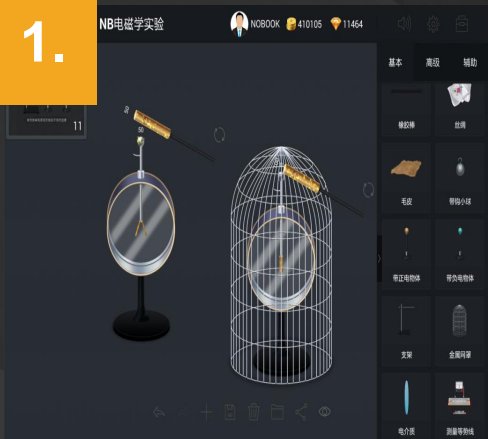 1.
NB电磁学实验
NOBOOK
410105
11464
基本
高级
辅助
11
橡胶棒
丝绸
50
50
毛皮
带钩小球
带正电物体
带负电物体
支架
金属网罩
电介质
测量等势线